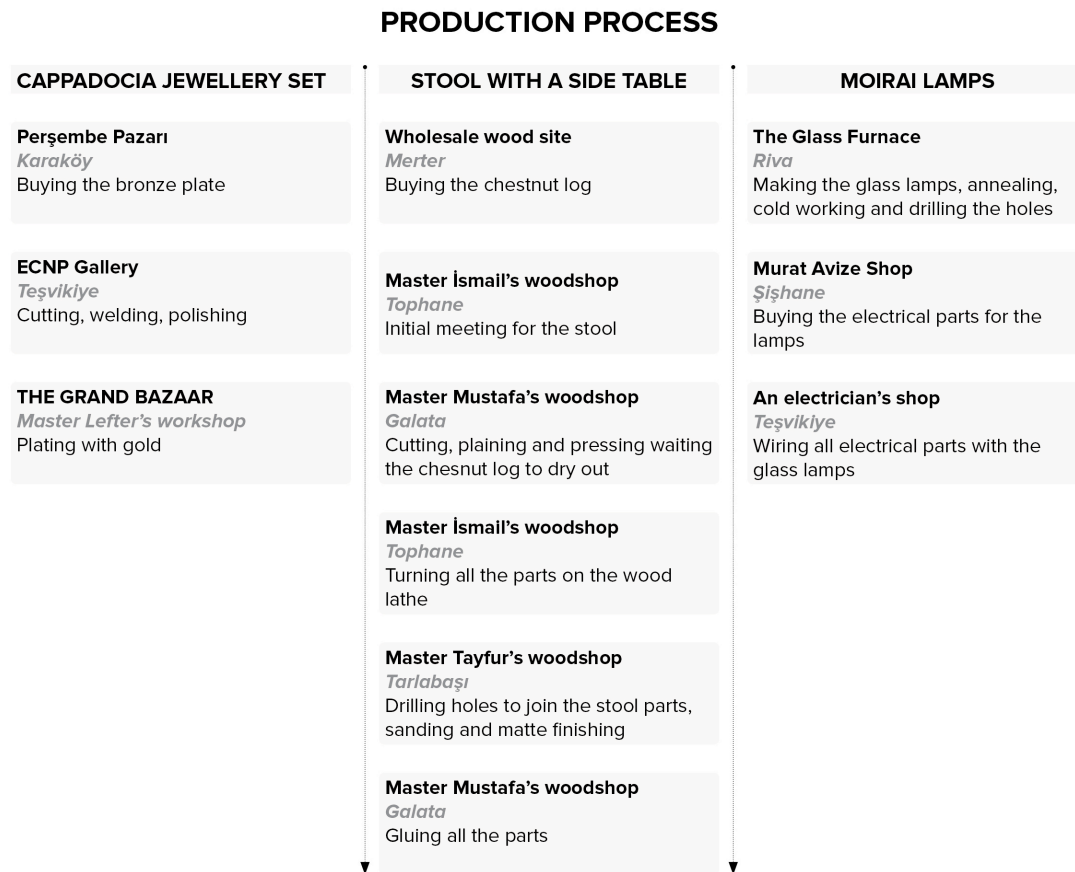 PRODUCTION PROCESS
CAPPADOCIA JEWELLERY SET
Perşembe Pazarı
Karaköy
Buying the bronze plate
ECNP Gallery
Teşvikiye
Cutting, welding, polishing
THE GRAND BAZAAR
Master Lefter’s workshop
Plating with gold
STOOL WITH A SIDE TABLE
Wholesale wood site
Merter
Buying the chestnut log
Master İsmail’s woodshop
Tophane
Initial meeting for the stool
Master Mustafa’s woodshop
Galata
Cutting, plaining and pressing waiting
the chesnut log to dry out
Master İsmail’s woodshop
Tophane
Turning all the parts on the wood
lathe
Master Tayfur’s woodshop
Tarlabaşı
Drilling holes to join the stool parts,
sanding and matte finishing
Master Mustafa’s woodshop
Galata
Gluing all the parts
MOIRAI LAMPS
The Glass Furnace
Riva
Making the glass lamps, annealing,
cold working and drilling the holes
Murat Avize Shop
Şişhane
Buying the electrical parts for the
lamps
An electrician’s shop
Teşvikiye
Wiring all electrical parts with the
glass lamps